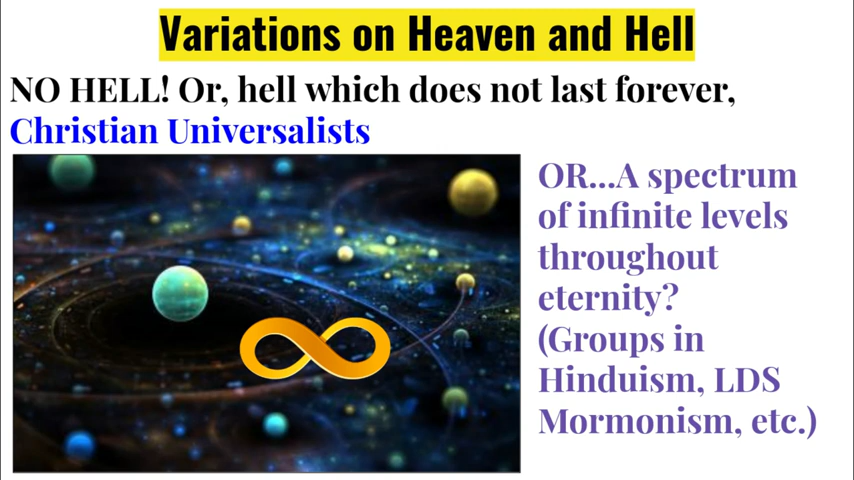 Variations on Heaven and Hell
NO HELL! Or, hell which does not last forever,
Christian Universalists
OR...A spectrum
of infinite levels
throughout
eternity?
(Groups in
Hinduism, LDS
Mormonism, etc.)